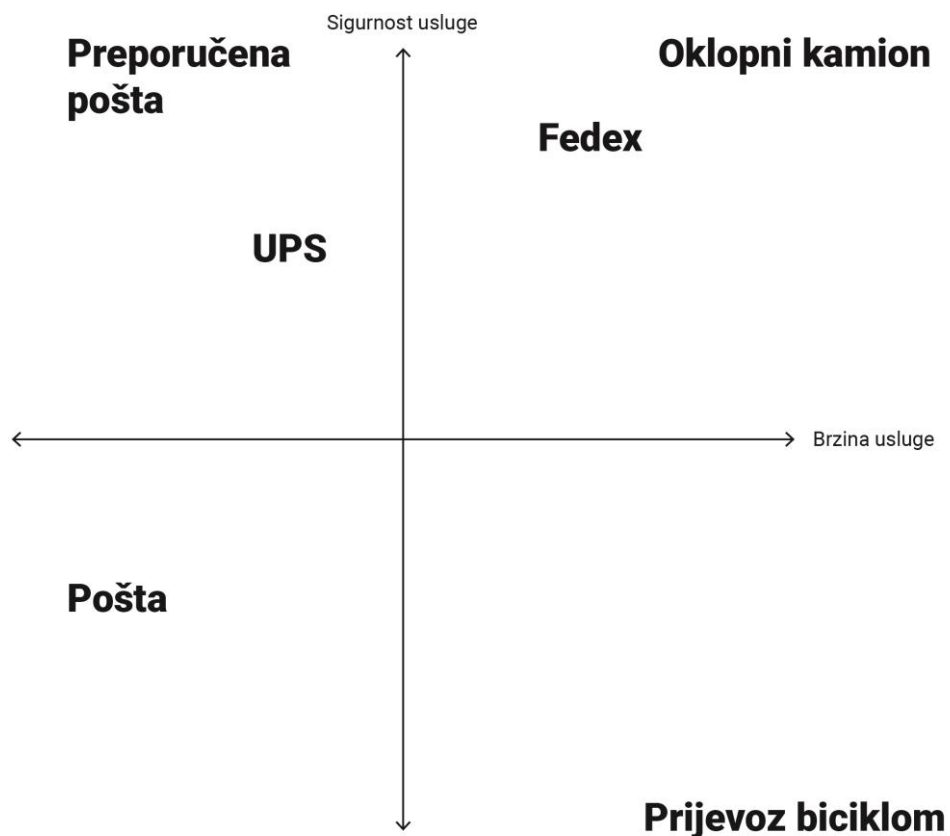 Sigurnost usluge
Preporučena
pošta
Oklopni kamion
Fedex
UPS
Brzina usluge
Pošta
Prijevoz biciklom